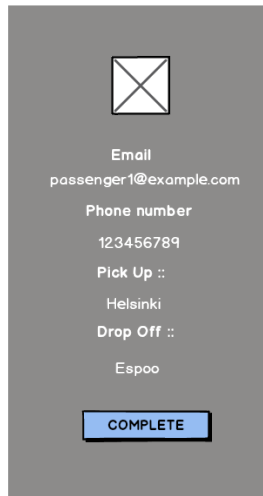 Email
passenger1@example.com
Phone number
123456789
Pick Up ::
Helsinki
Drop Off ::
Espoo
COMPLETE